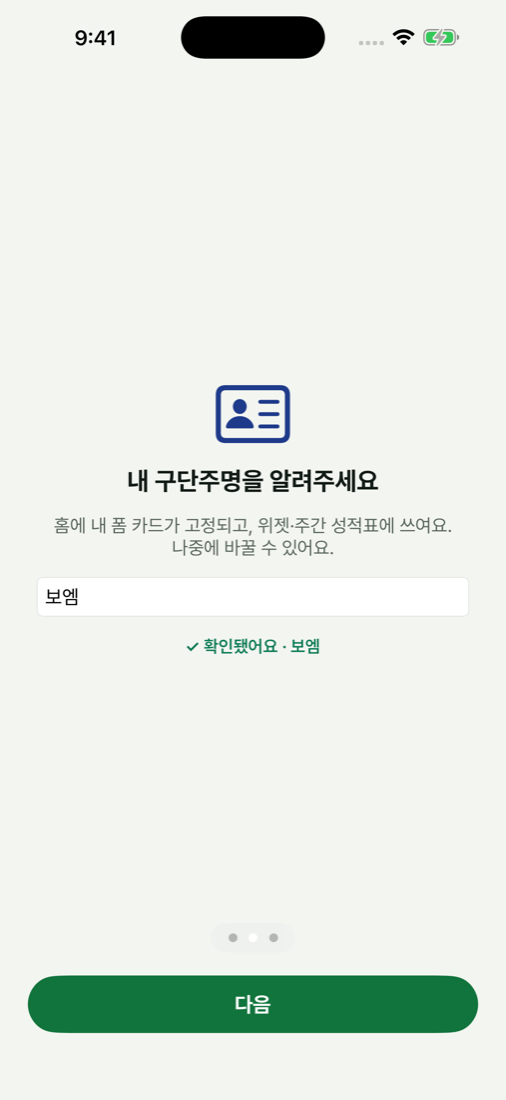 9:41
내 구단주명을 알려주세요
홈에 내 폼 카드가 고정되고, 위젯·주간 성적표에 쓰여요.
나중에 바꿀 수 있어요.
보엠
✓ 확인됐어요 · 보엠
다음